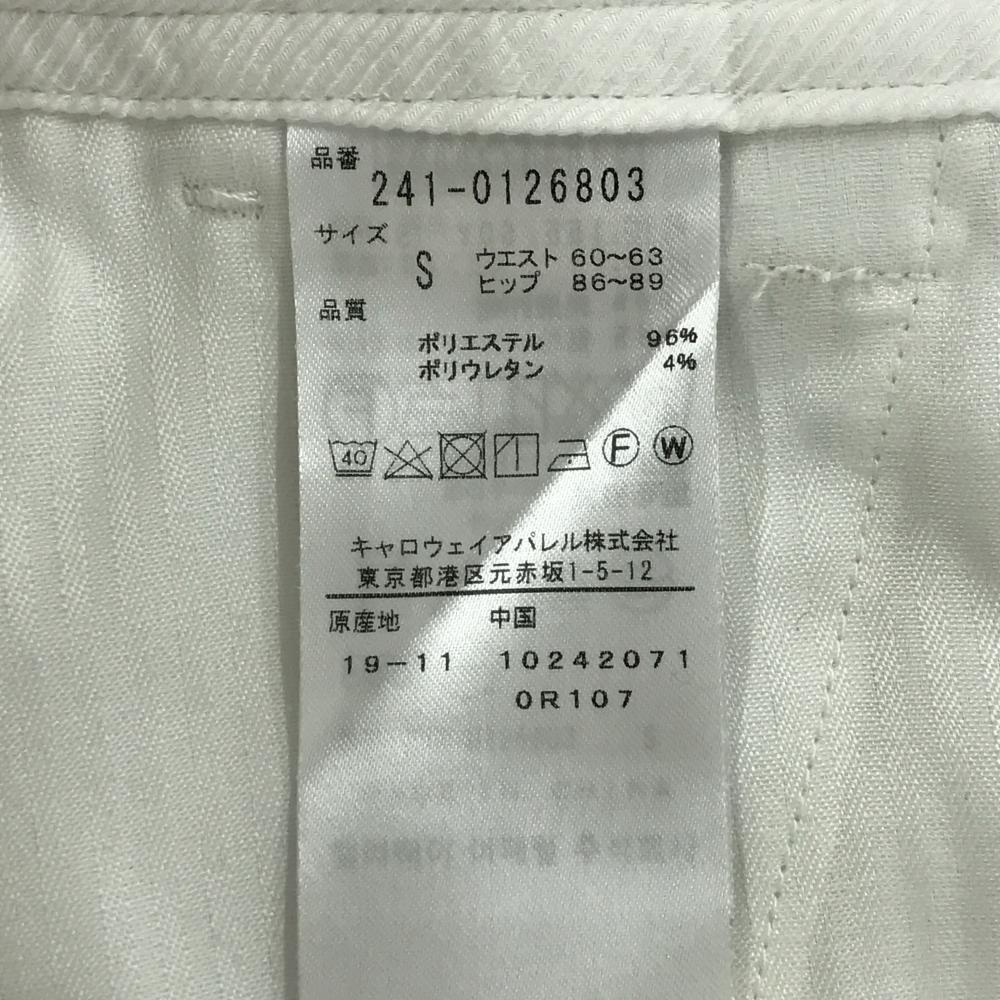 品番
241-0126803
サイズ
S ウエスト 60~63
ヒップ 86~89
品質
ポリエステル 96%
ポリウレタン 4%
40 F W
キャロウェイアパレル株式会社
東京都港区元赤坂1-5-12
原産地 中国
19-11 10242071
0R107